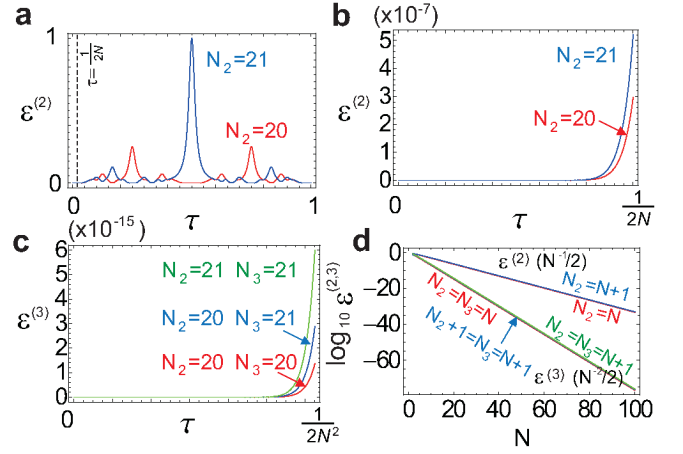 a
1
τ=1/2N
N₂=21
ε⁽²⁾
N₂=20
0
0
τ
1
b
(x10⁻⁷)
5
4
3
2
1
0
ε⁽²⁾
N₂=21
N₂=20
0
τ
1/2N
c
(x10⁻¹⁵)
6
5
4
3
2
1
0
ε⁽³⁾
N₂=21 N₃=21
N₂=20 N₃=21
N₂=20 N₃=20
0
τ
1/2N²
d
0
−20
−40
−60
log₁₀ ε⁽²,³⁾
ε⁽²⁾ (N⁻¹/2)
N₂=N+1
N₂=N
N₂=N₃=N
N₂+1=N₃=N+1
N₂=N₃=N+1
ε⁽³⁾ (N⁻²/2)
0 20 40 60 80 100
N